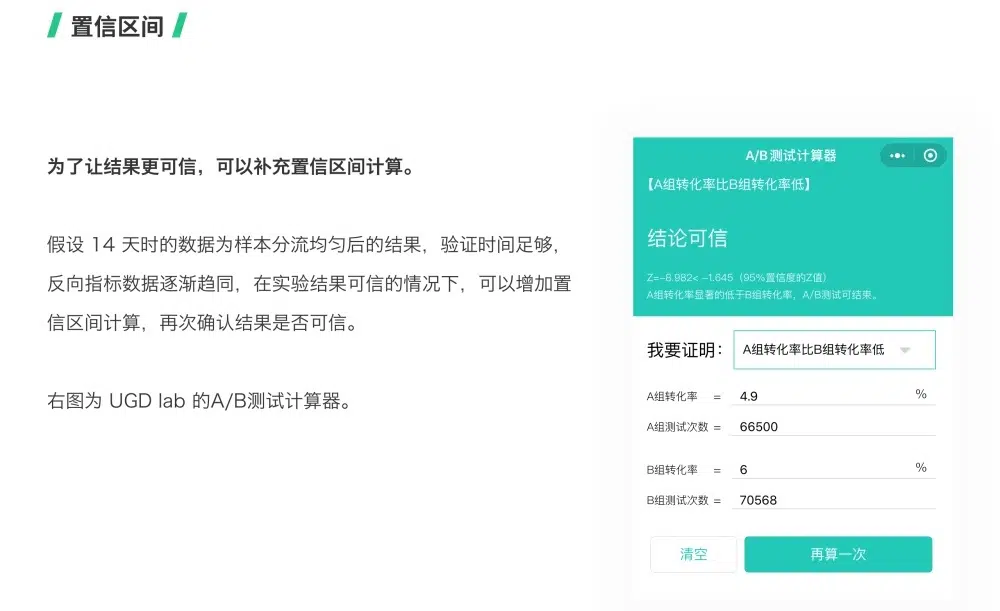 置信区间
为了让结果更可信，可以补充置信区间计算。
假设 14 天时的数据为样本分流均匀后的结果，验证时间足够，
反向指标数据逐渐趋同，在实验结果可信的情况下，可以增加置
信区间计算，再次确认结果是否可信。
右图为 UGD lab 的A/B测试计算器。
A/B 测试计算器
【A组转化率比B组转化率低】
结论可信
Z=-8.982< -1.645（95%置信度的Z值）
A组转化率显著的低于B组转化率，A/B测试可结束。
我要证明： A组转化率比B组转化率低
A组转化率 = 4.9 %
A组测试次数 = 66500
B组转化率 = 6 %
B组测试次数 = 70568
清空 再算一次